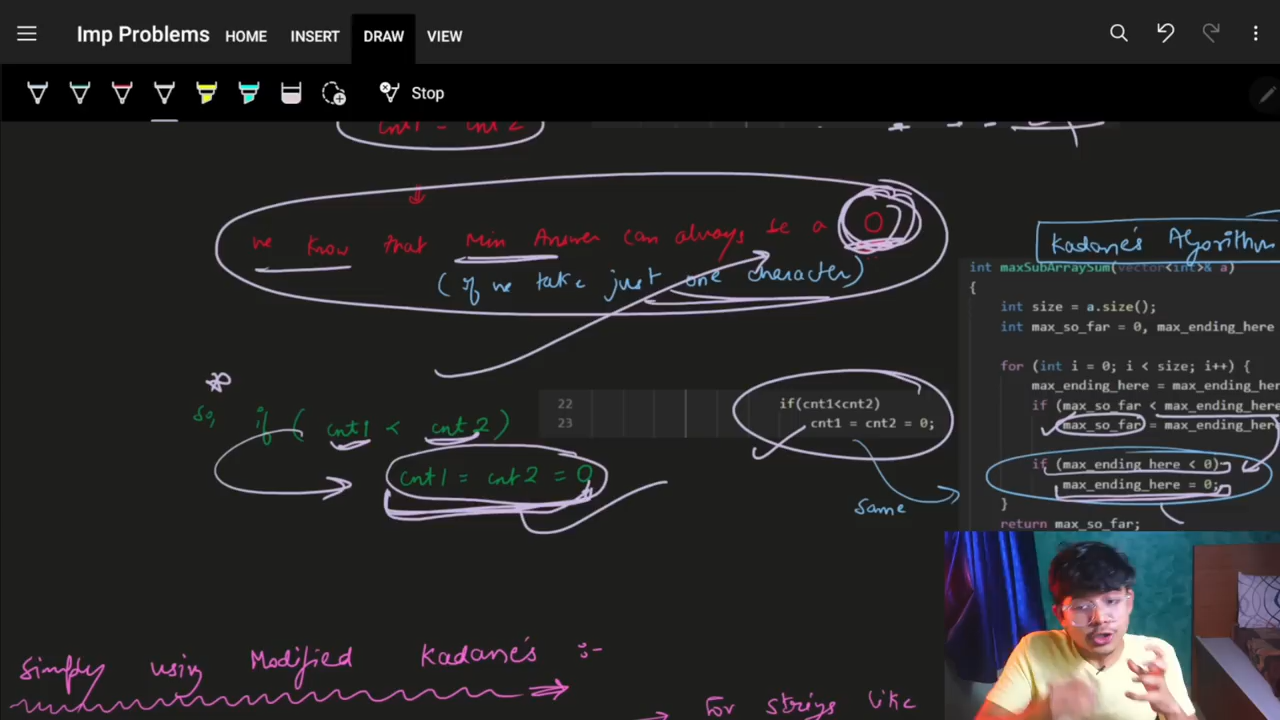 Imp Problems HOME INSERT DRAW VIEW
Stop
cnt1 - cnt2
we know that Min Answer can always be a 0
(if we take just one character)
Kadane's Algorithm
int maxSubArraySum(vector<int>& a)
{
int size = a.size();
int max_so_far = 0, max_ending_here
for (int i = 0; i < size; i++) {
max_ending_here = max_ending_here
if (max_so_far < max_ending_here
max_so_far = max_ending_here
if (max_ending_here < 0)
max_ending_here = 0;
}
return max_so_far;
so, if ( cnt1 < cnt2 )
cnt1 = cnt2 = 0
22 if(cnt1<cnt2)
23 cnt1 = cnt2 = 0;
same
Simply using Modified Kadane's :-
For strings like